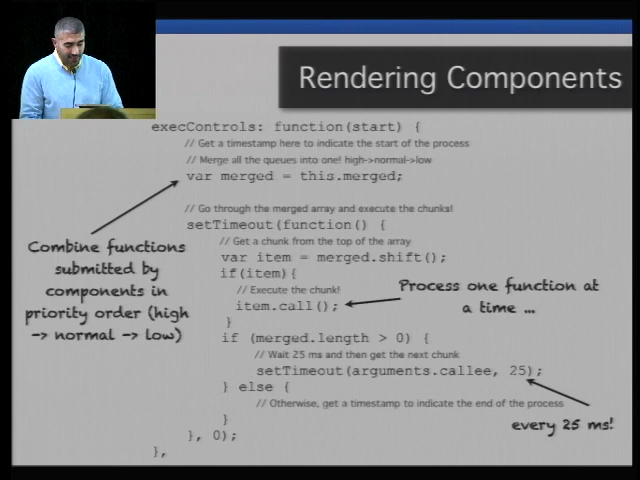 Rendering Components
execControls: function(start) {
// Get a timestamp here to indicate the start of the process
// Merge all the queues into one! high->normal->low
var merged = this.merged;
// Go through the merged array and execute the chunks!
setTimeout(function() {
// Get a chunk from the top of the array
var item = merged.shift();
if(item){
// Execute the chunk!
item.call();
}
if (merged.length > 0) {
// Wait 25 ms and then get the next chunk
setTimeout(arguments.callee, 25);
} else {
// Otherwise, get a timestamp to indicate the end of the process
}
}, 0);
},
Combine functions
submitted by
components in
priority order (high
-> normal -> low)
Process one function at
a time ...
every 25 ms!